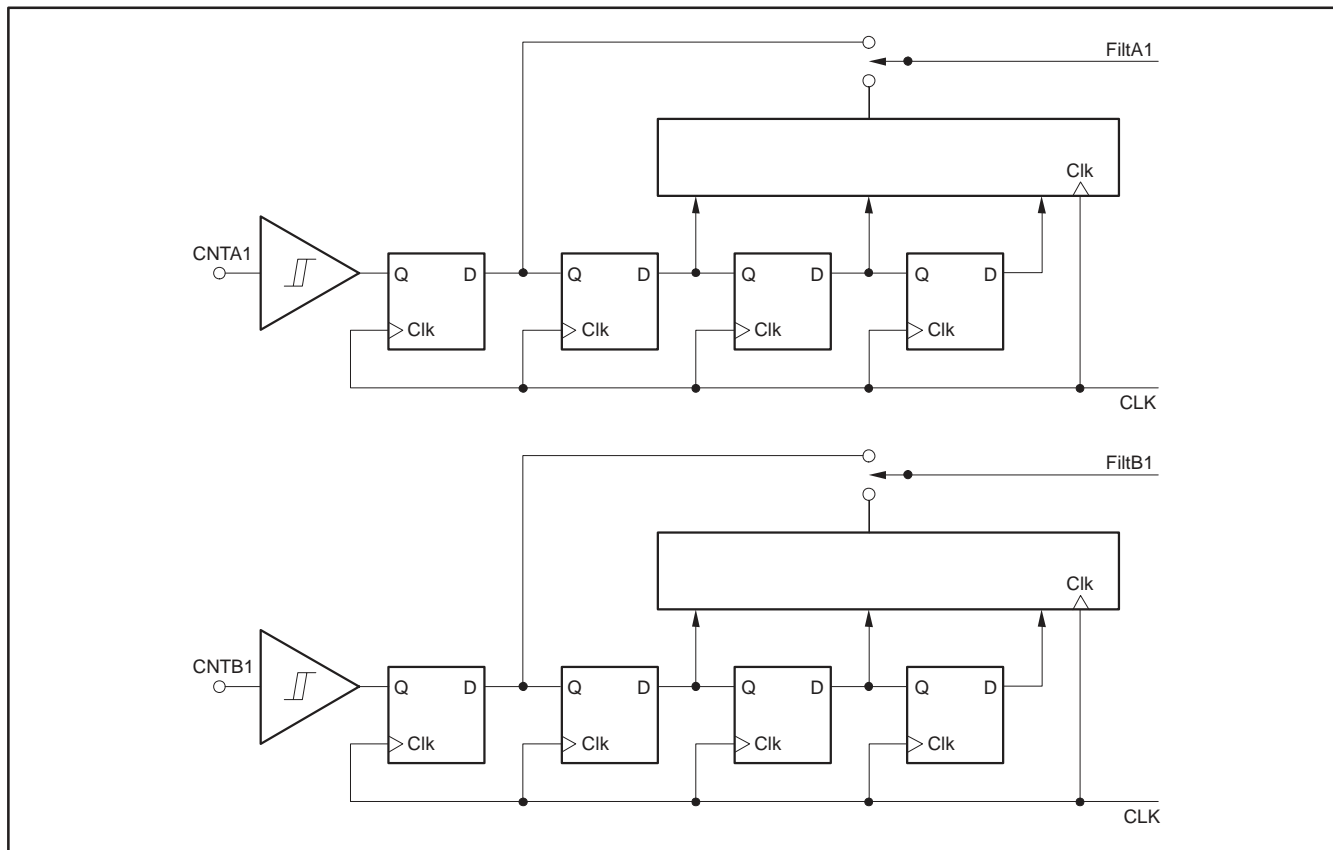 FiltA1
Clk
CNTA1
Q D Q D Q D Q D
Clk Clk Clk Clk
CLK
FiltB1
Clk
CNTB1
Q D Q D Q D Q D
Clk Clk Clk Clk
CLK